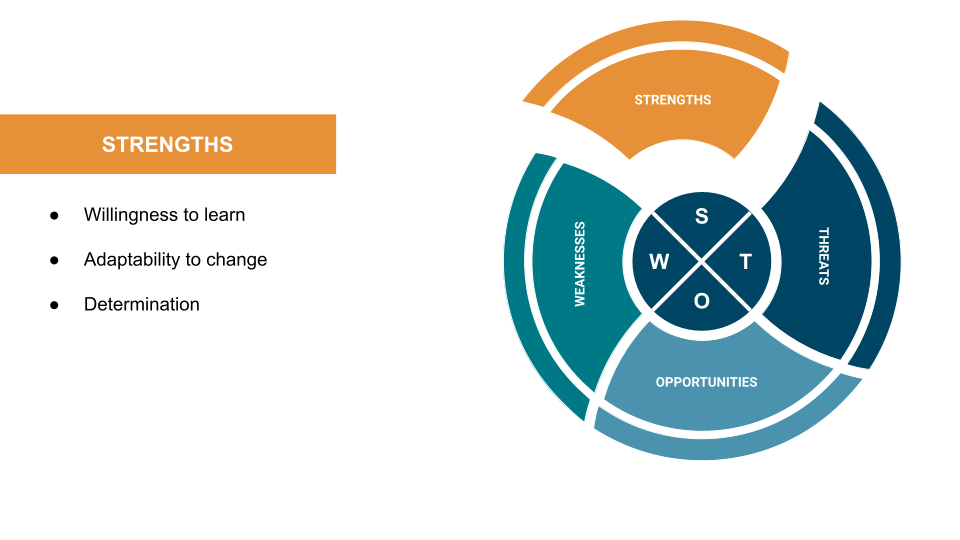 STRENGTHS
● Willingness to learn
● Adaptability to change
● Determination
STRENGTHS
WEAKNESSES
THREATS
OPPORTUNITIES
S
W
T
O